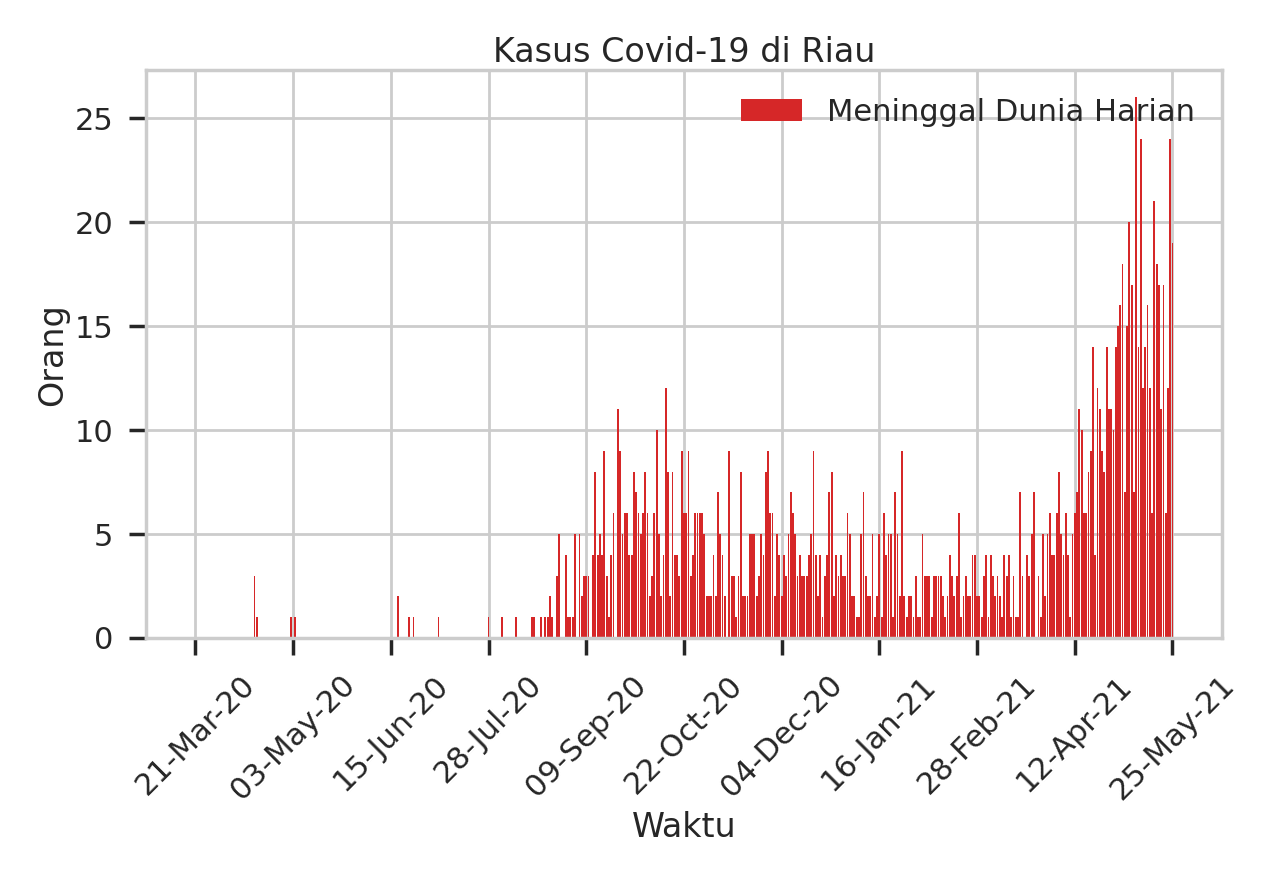 Kasus Covid-19 di Riau
Meninggal Dunia Harian
25
20
15
10
5
0
Orang
21-Mar-20
03-May-20
15-Jun-20
28-Jul-20
09-Sep-20
22-Oct-20
04-Dec-20
16-Jan-21
28-Feb-21
12-Apr-21
25-May-21
Waktu